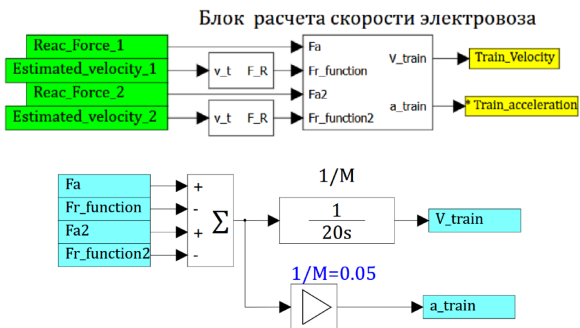 Блок расчета скорости электровоза
Reac_Force_1
Estimated_velocity_1
Reac_Force_2
Estimated_velocity_2
v_t F_R
v_t F_R
Fa
Fr_function
Fa2
Fr_function2
V_train
a_train
Train_Velocity
* Train_acceleration
Fa
Fr_function
Fa2
Fr_function2
+
-
+
-
Σ
1/M
1
20s
V_train
1/M=0.05
a_train